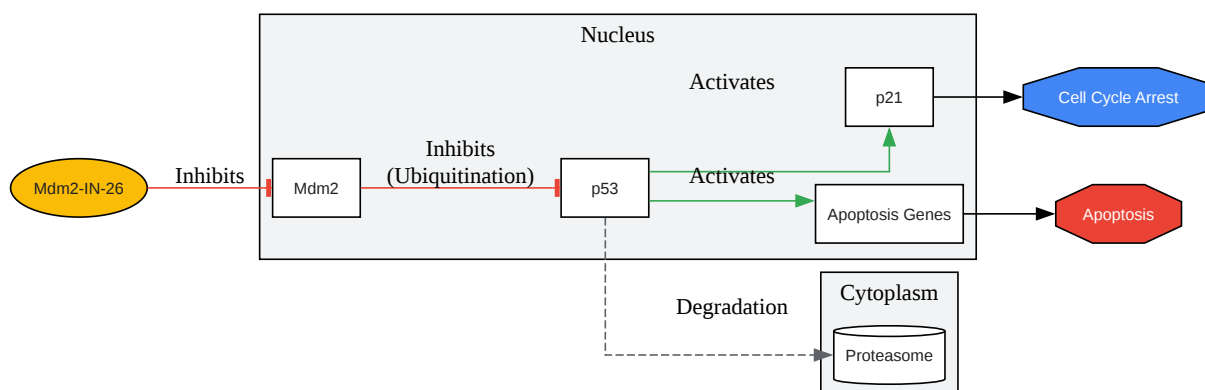 Nucleus
Activates
p21
Cell Cycle Arrest
Mdm2-IN-26
Inhibits
Mdm2
Inhibits
(Ubiquitination)
p53
Activates
Apoptosis Genes
Apoptosis
Cytoplasm
Degradation
Proteasome